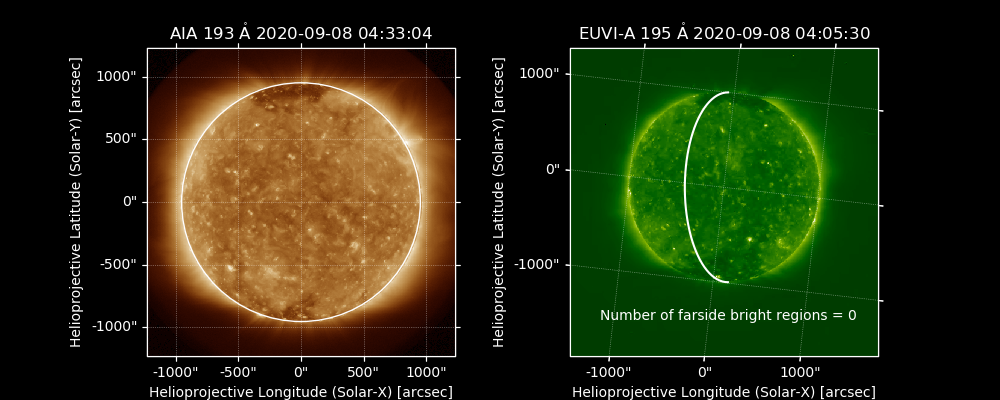 AIA 193 Å 2020-09-08 04:33:04
Helioprojective Latitude (Solar-Y) [arcsec]
1000"
500"
0"
-500"
-1000"
-1000"
-500"
0"
500"
1000"
Helioprojective Longitude (Solar-X) [arcsec]
EUVI-A 195 Å 2020-09-08 04:05:30
Helioprojective Latitude (Solar-Y) [arcsec]
1000"
0"
-1000"
Number of farside bright regions = 0
-1000"
0"
1000"
Helioprojective Longitude (Solar-X) [arcsec]